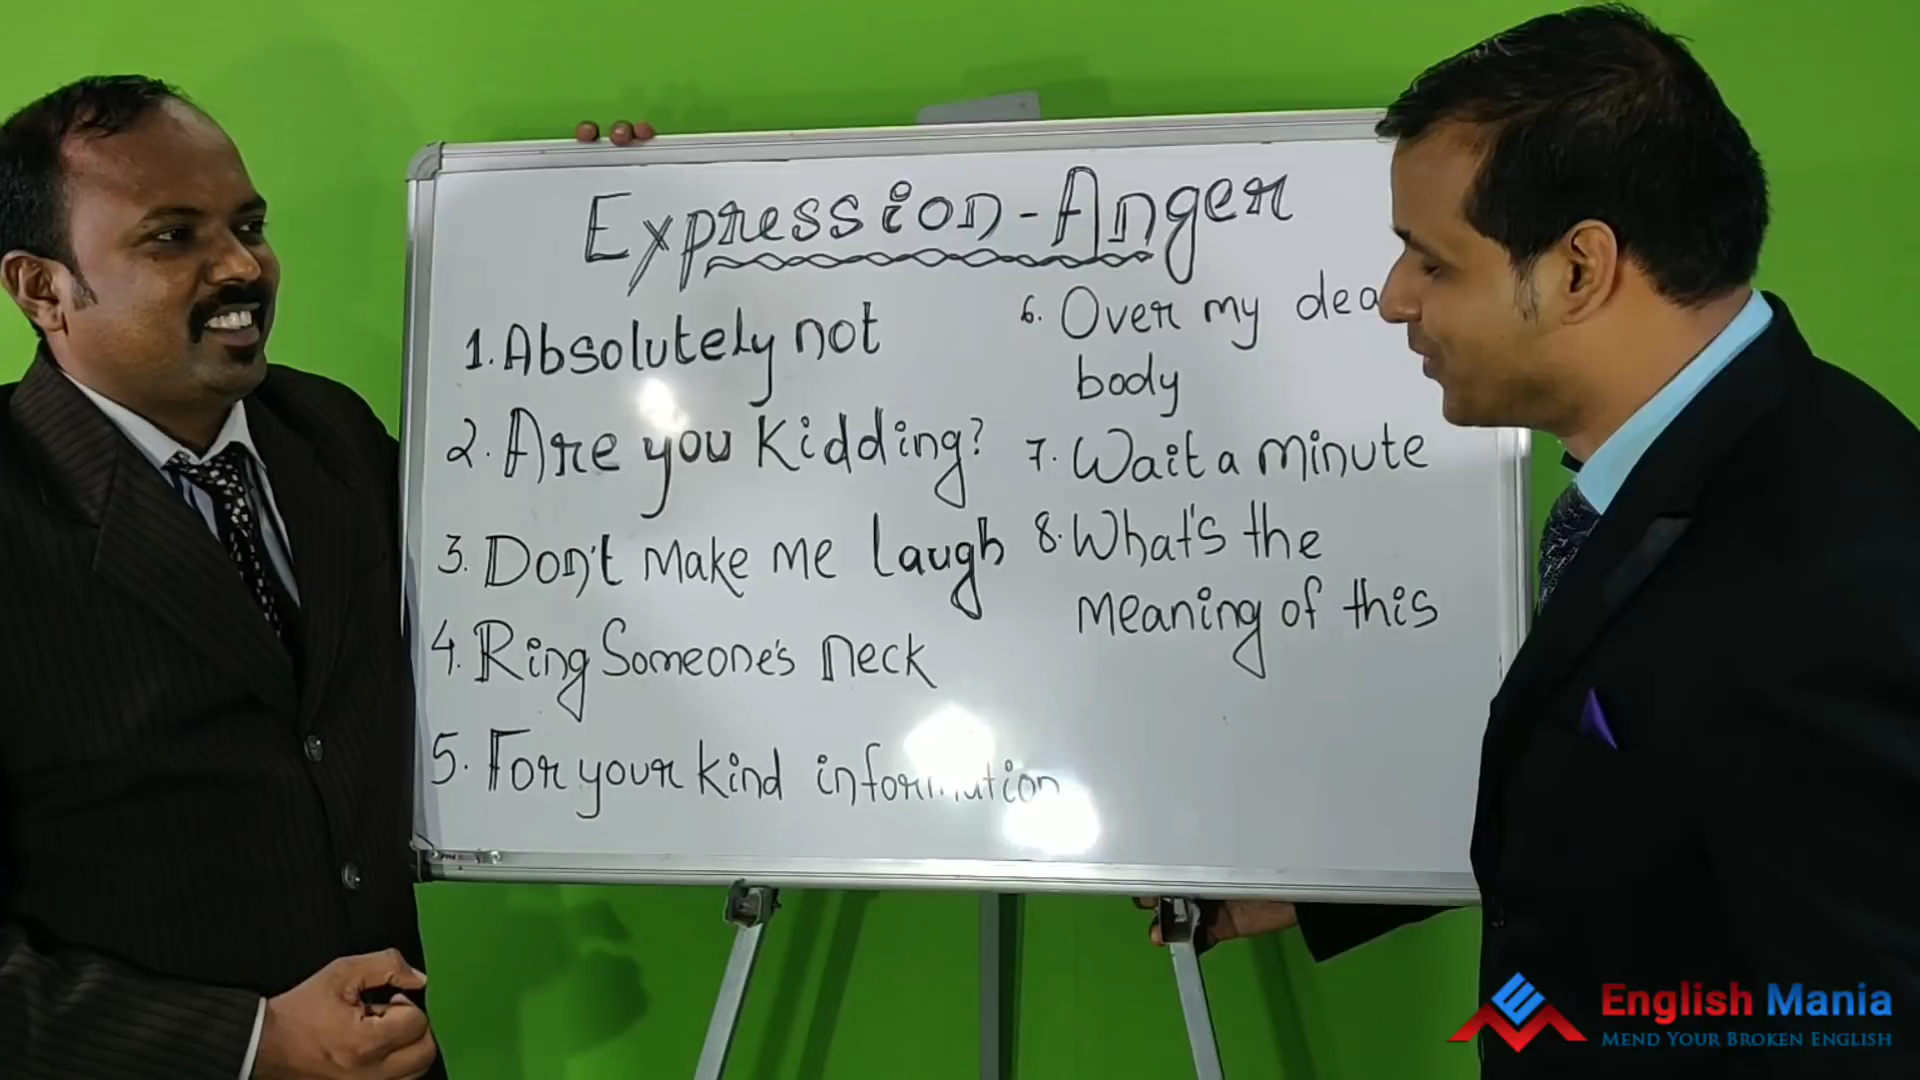 Expression-Anger
1. Absolutely not
2. Are you kidding?
3. Don't make me laugh
4. Ring Someone's neck
5. For your kind information
6. Over my
body
7. Wait a minute
8. What's the
meaning of this
English Mania
MEND YOUR BROKEN ENGLISH